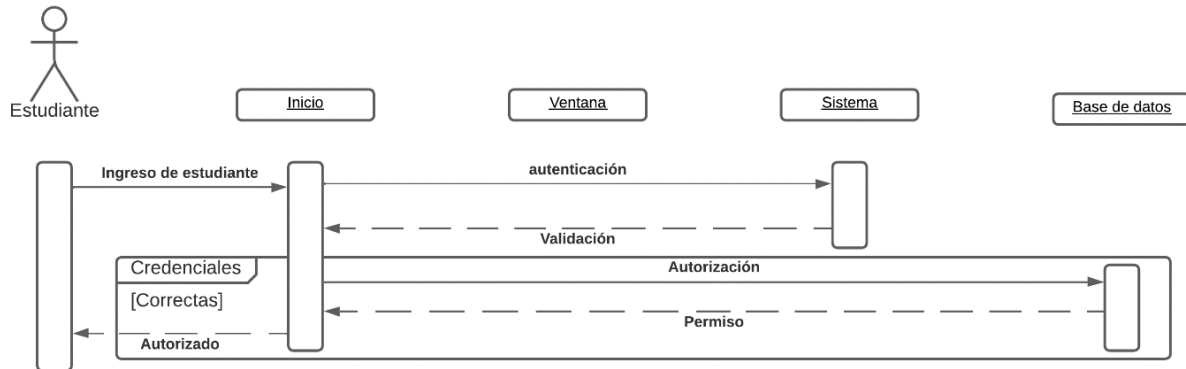 Estudiante
Inicio
Ventana
Sistema
Base de datos
Ingreso de estudiante
autenticación
Validación
Credenciales
Autorización
[Correctas]
Permiso
Autorizado